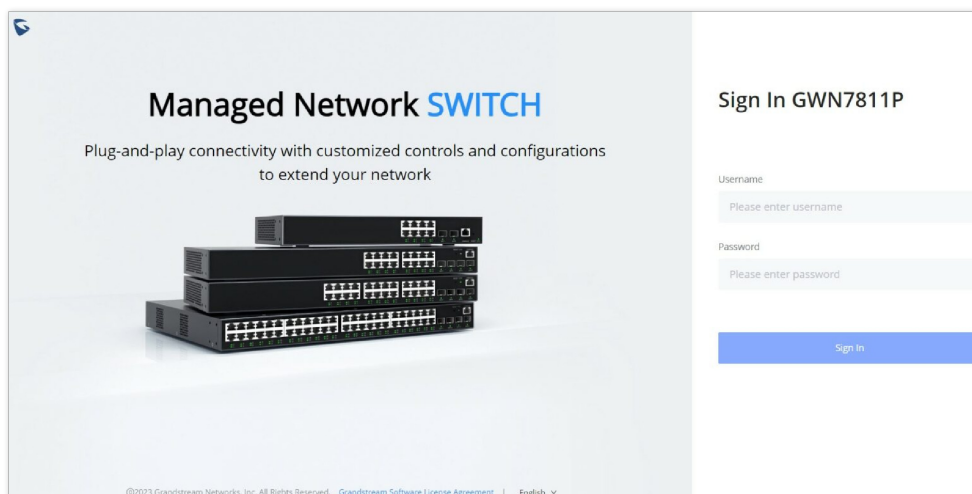 Managed Network SWITCH
Plug-and-play connectivity with customized controls and configurations
to extend your network
Sign In GWN7811P
Username
Please enter username
Password
Please enter password
Sign In
©2023 Grandstream Networks, Inc. All Rights Reserved. Grandstream Software License Agreement | English